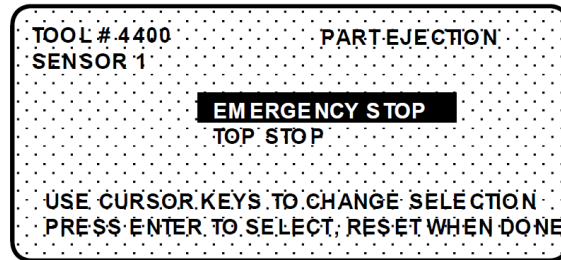 TOOL # 4400 PART EJECTION
SENSOR 1
EMERGENCY STOP
TOP STOP
USE CURSOR KEYS TO CHANGE SELECTION
PRESS ENTER TO SELECT, RESET WHEN DONE